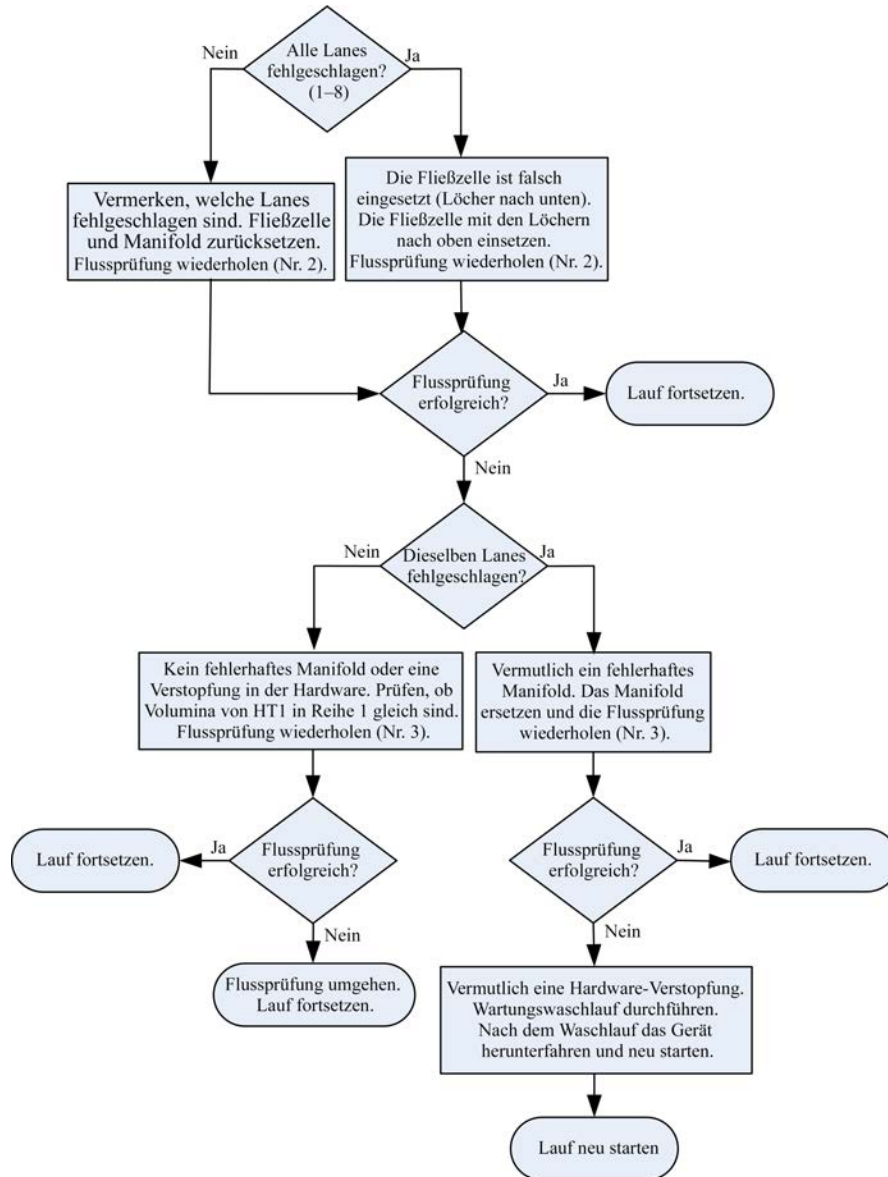 Nein
Alle Lanes
fehlgeschlagen?
(1–8)
Ja
Vermerken, welche Lanes
fehlgeschlagen sind. Fließzelle
und Manifold zurücksetzen.
Flussprüfung wiederholen (Nr. 2).
Die Fließzelle ist falsch
eingesetzt (Löcher nach unten).
Die Fließzelle mit den Löchern
nach oben einsetzen.
Flussprüfung wiederholen (Nr. 2).
Flussprüfung
erfolgreich?
Ja
Lauf fortsetzen.
Nein
Nein
Dieselben Lanes
fehlgeschlagen?
Ja
Kein fehlerhaftes Manifold oder eine
Verstopfung in der Hardware. Prüfen, ob
Volumina von HT1 in Reihe 1 gleich sind.
Flussprüfung wiederholen (Nr. 3).
Vermutlich ein fehlerhaftes
Manifold. Das Manifold
ersetzen und die Flussprüfung
wiederholen (Nr. 3).
Lauf fortsetzen.
Ja
Flussprüfung
erfolgreich?
Nein
Flussprüfung umgehen.
Lauf fortsetzen.
Flussprüfung
erfolgreich?
Ja
Lauf fortsetzen.
Nein
Vermutlich eine Hardware-Verstopfung.
Wartungswaschlauf durchführen.
Nach dem Waschlauf das Gerät
herunterfahren und neu starten.
Lauf neu starten